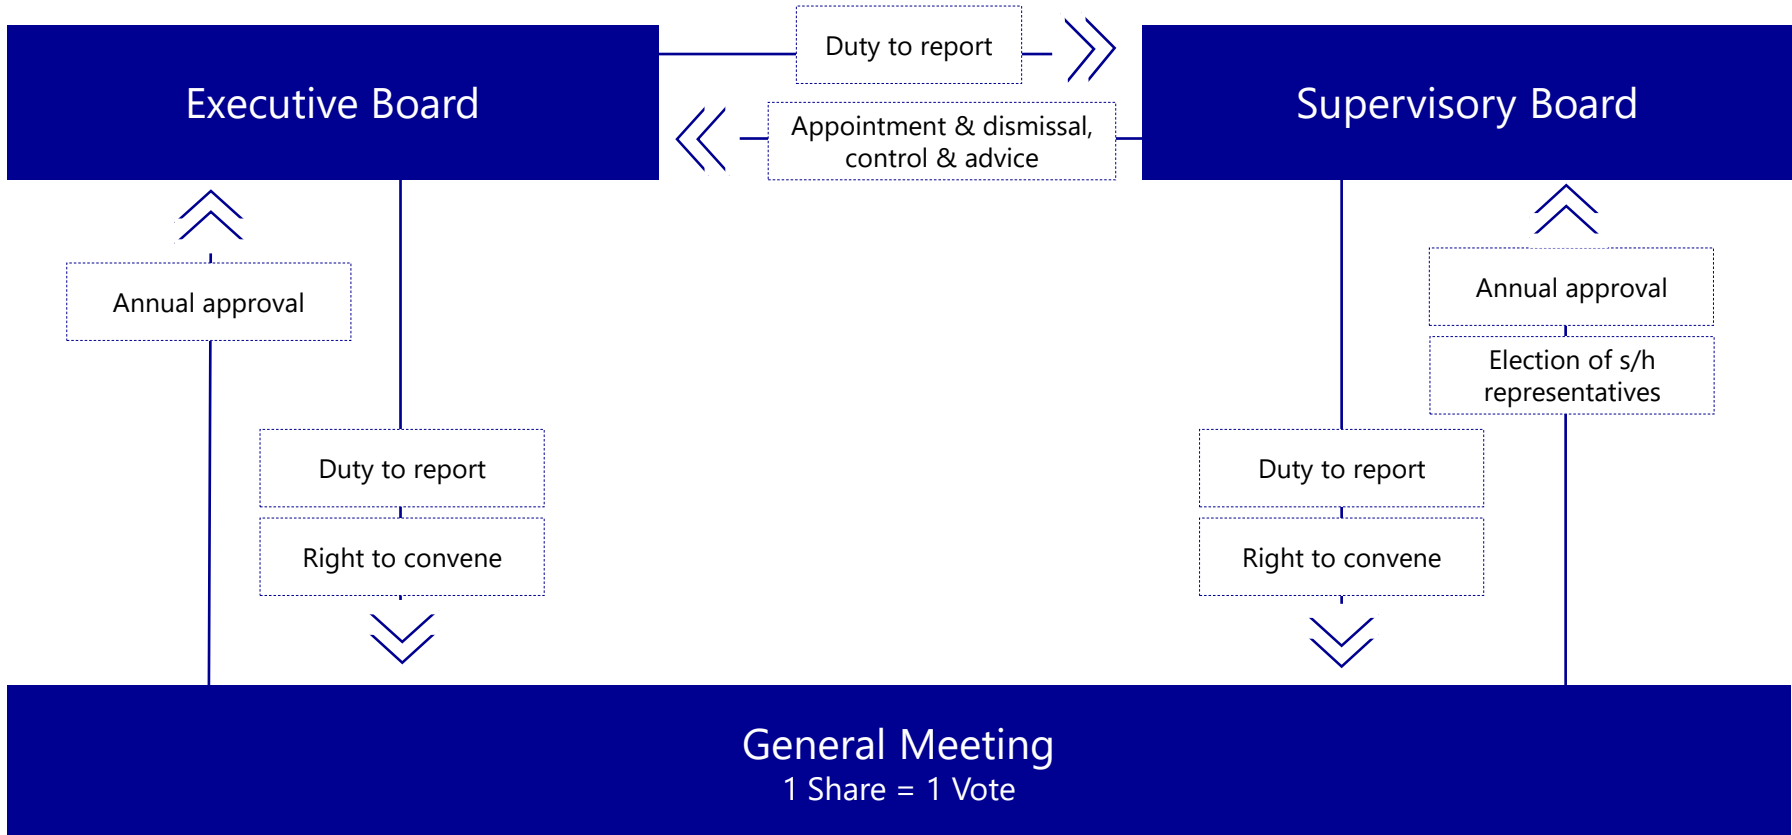 Duty to report
Executive Board
Supervisory Board
Appointment & dismissal,
control & advice
Annual approval
Annual approval
Election of s/h
representatives
Duty to report
Duty to report
Right to convene
Right to convene
General Meeting
1 Share = 1 Vote